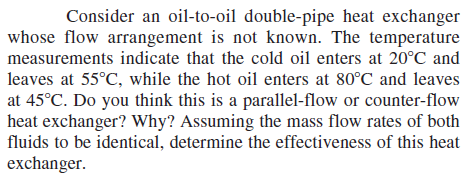 Consider an oil-to-oil double-pipe heat exchanger
whose flow arrangement is not known. The temperature
measurements indicate that the cold oil enters at 20°C and
leaves at 55°C, while the hot oil enters at 80°C and leaves
at 45°C. Do you think this is a parallel-flow or counter-flow
heat exchanger? Why? Assuming the mass flow rates of both
fluids to be identical, determine the effectiveness of this heat
exchanger.